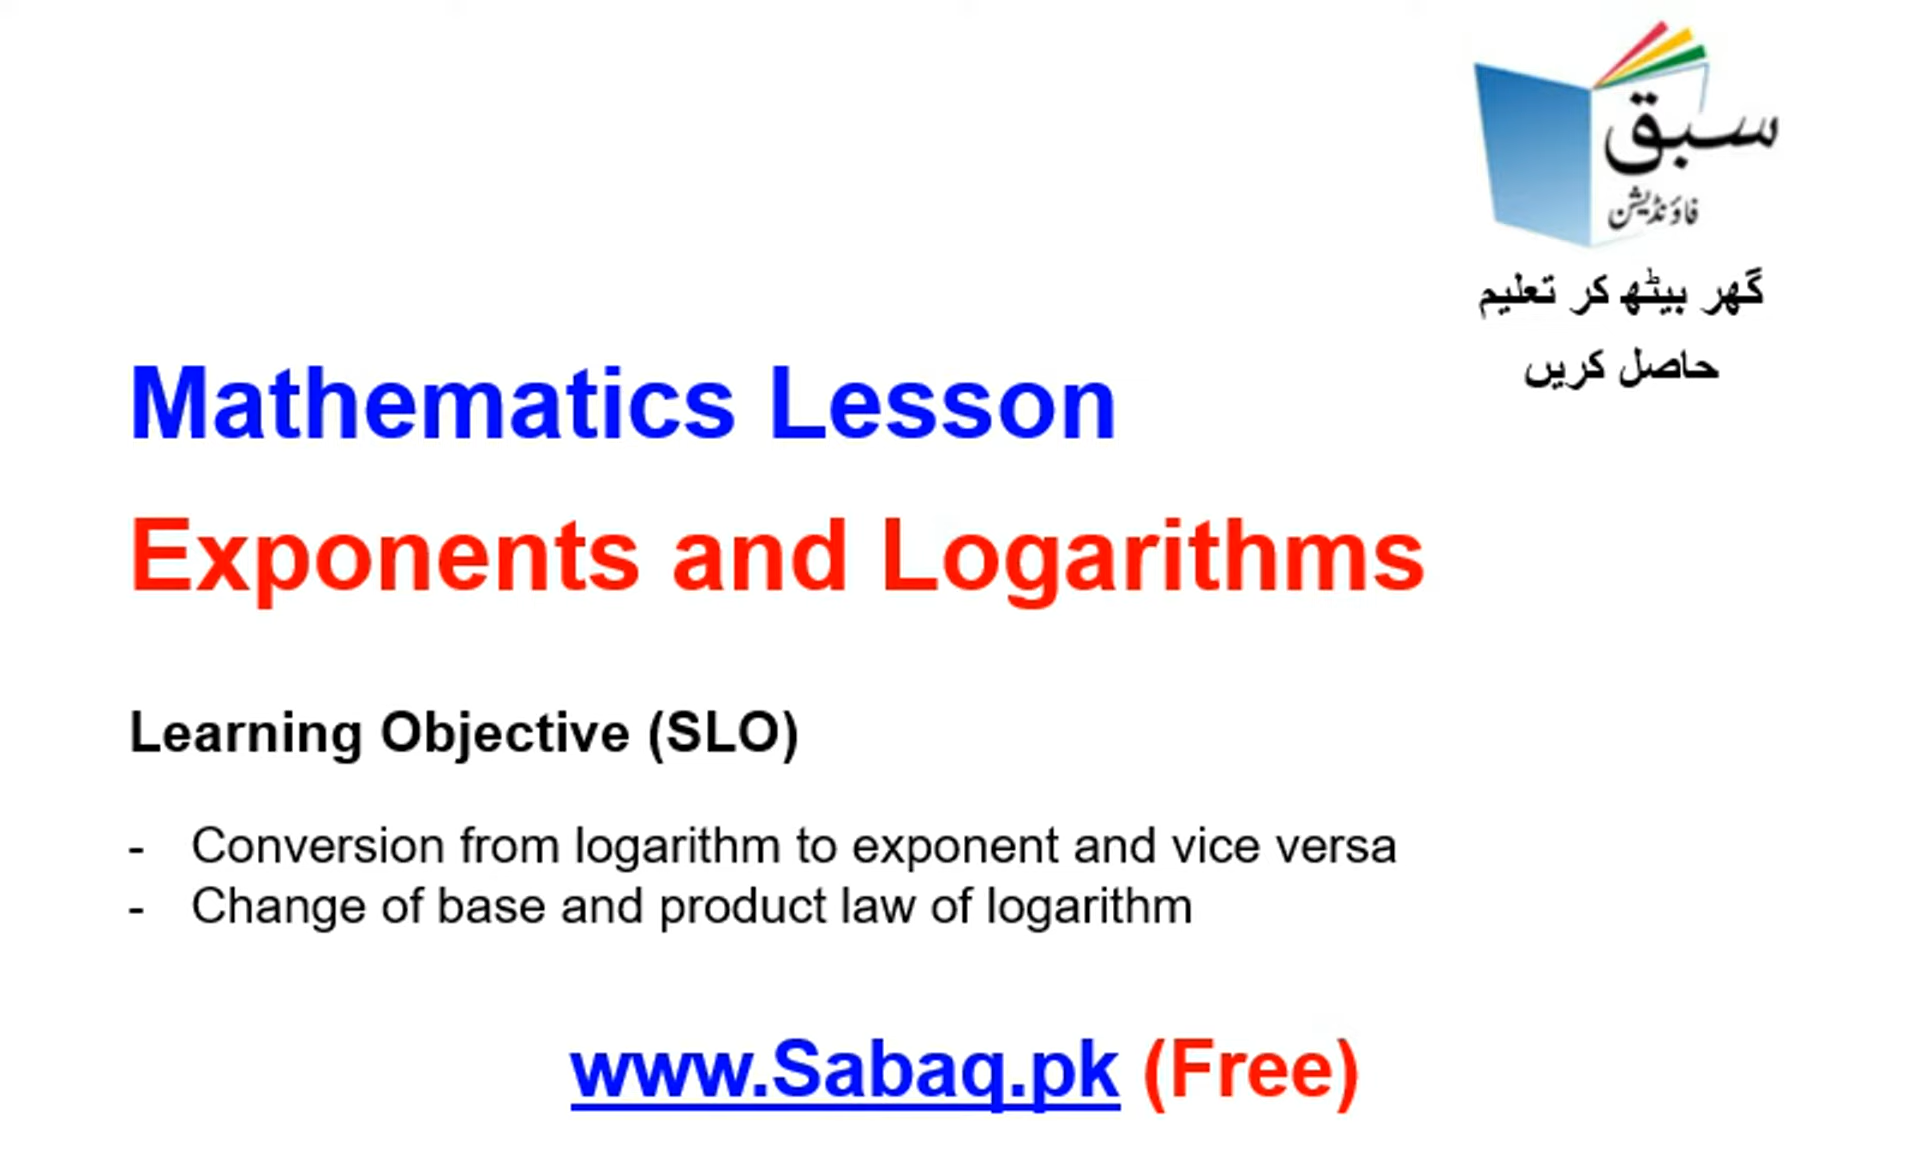 سبق
فاؤنڈیشن
گھر بیٹھ کر تعلیم
حاصل کریں
Mathematics Lesson
Exponents and Logarithms
Learning Objective (SLO)
- Conversion from logarithm to exponent and vice versa
- Change of base and product law of logarithm
www.Sabaq.pk (Free)